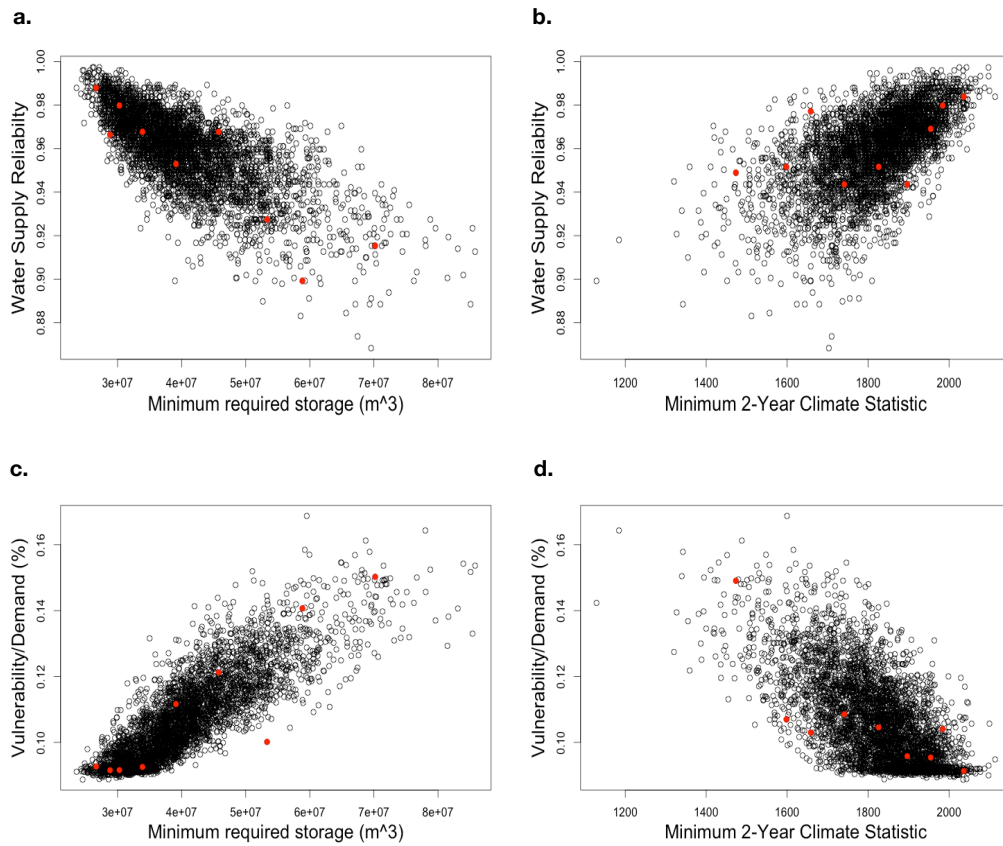 a.
Water Supply Reliability
1.00
0.98
0.96
0.94
0.92
0.90
0.88
3e+07 4e+07 5e+07 6e+07 7e+07 8e+07
Minimum required storage (m^3)
b.
Water Supply Reliability
1.00
0.98
0.96
0.94
0.92
0.90
0.88
1200 1400 1600 1800 2000
Minimum 2-Year Climate Statistic
c.
Vulnerability/Demand (%)
0.16
0.14
0.12
0.10
3e+07 4e+07 5e+07 6e+07 7e+07 8e+07
Minimum required storage (m^3)
d.
Vulnerability/Demand (%)
0.16
0.14
0.12
0.10
1200 1400 1600 1800 2000
Minimum 2-Year Climate Statistic